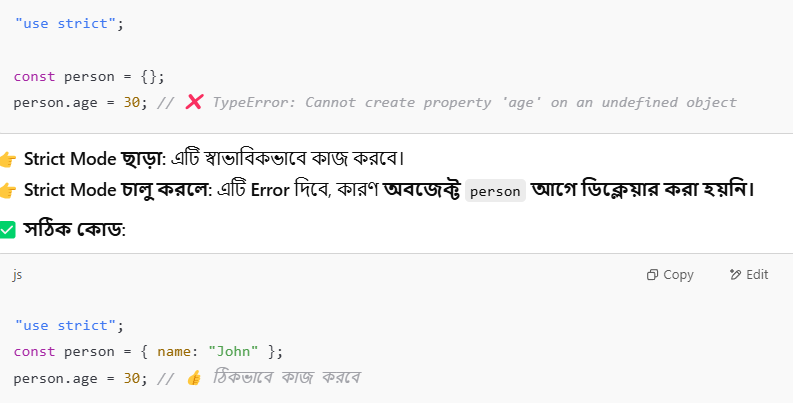 "use strict";
const person = {};
person.age = 30; // ❌ TypeError: Cannot create property 'age' on an undefined object
👉 Strict Mode ছাড়া: এটি স্বাভাবিকভাবে কাজ করবে।
👉 Strict Mode চালু করলে: এটি Error দিবে, কারণ অবজেক্ট person আগে ডিক্লেয়ার করা হয়নি।
✅ সঠিক কোড:
js Copy Edit
"use strict";
const person = { name: "John" };
person.age = 30; // 👍 ঠিকভাবে কাজ করবে